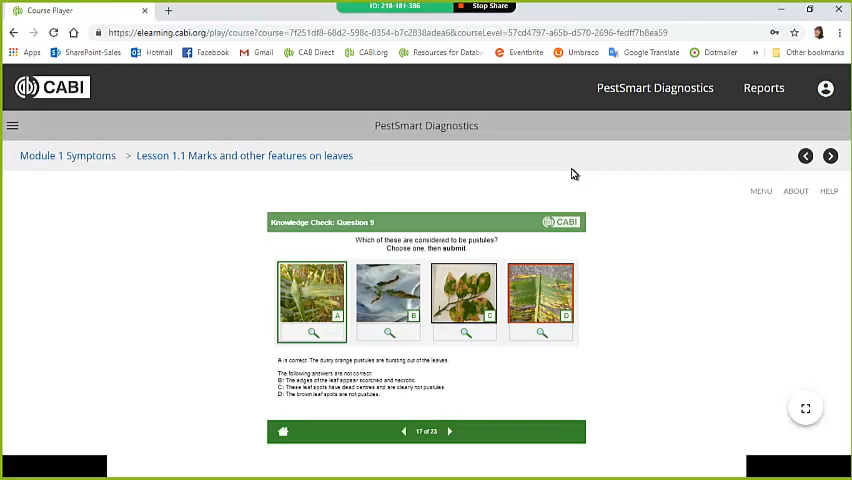 Course Player
ID: 218-181-386
Stop Share
https://elearning.cabi.org/play/course?course=7f251df8-68d2-598c-8354-b7c2838adea6&courseLevel=57cd4797-a65b-d570-2696-fedff7b8ea59
Apps
SharePoint-Sales
Hotmail
Facebook
Gmail
CAB Direct
CABI.org
Resources for Datab
Eventbrite
Umbraco
Google Translate
Dotmailer
»
Other bookmarks
CABI
PestSmart Diagnostics
Reports
PestSmart Diagnostics
Module 1 Symptoms > Lesson 1.1 Marks and other features on leaves
MENU
ABOUT
HELP
Knowledge Check: Question 9
CABI
Which of these are considered to be pustules?
Choose one, then submit.
A
B
C
D
A is correct. The dusty orange pustules are bursting out of the leaves.
The following answers are not correct:
B: The edges of the leaf appear scorched and necrotic.
C: These leaf spots have dead centres and are clearly not pustules.
D: The brown leaf spots are not pustules.
17 of 23